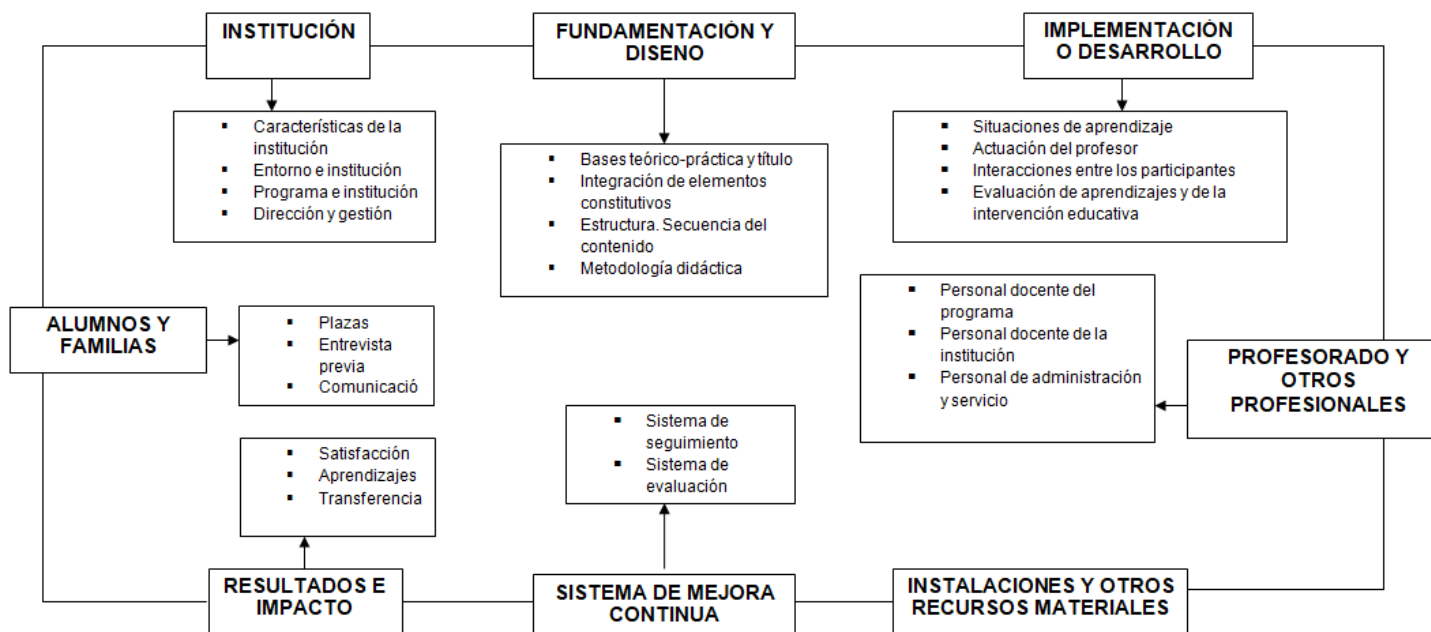 INSTITUCIÓN
FUNDAMENTACIÓN Y
DISENO
IMPLEMENTACIÓN
O DESARROLLO
▪ Características de la
institución
▪ Entorno e institución
▪ Programa e institución
▪ Dirección y gestión
▪ Bases teórico-práctica y título
▪ Integración de elementos
constitutivos
▪ Estructura. Secuencia del
contenido
▪ Metodología didáctica
▪ Situaciones de aprendizaje
▪ Actuación del profesor
▪ Interacciones entre los participantes
▪ Evaluación de aprendizajes y de la
intervención educativa
ALUMNOS Y
FAMILIAS
▪ Plazas
▪ Entrevista
previa
▪ Comunicació
▪ Personal docente del
programa
▪ Personal docente de la
institución
▪ Personal de administración
y servicio
PROFESORADO Y
OTROS
PROFESIONALES
▪ Satisfacción
▪ Aprendizajes
▪ Transferencia
▪ Sistema de
seguimiento
▪ Sistema de
evaluación
RESULTADOS E
IMPACTO
SISTEMA DE MEJORA
CONTINUA
INSTALACIONES Y OTROS
RECURSOS MATERIALES